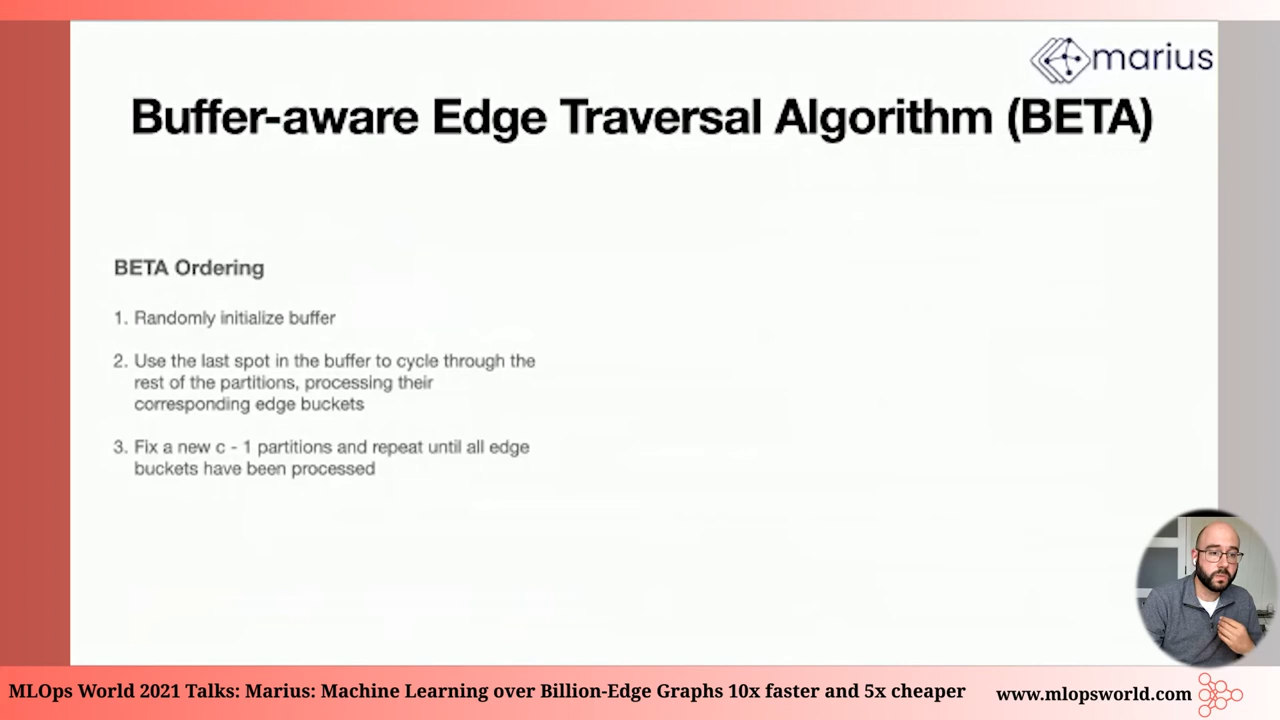 marius
Buffer-aware Edge Traversal Algorithm (BETA)
BETA Ordering
1. Randomly initialize buffer
2. Use the last spot in the buffer to cycle through the
rest of the partitions, processing their
corresponding edge buckets
3. Fix a new c - 1 partitions and repeat until all edge
buckets have been processed
MLOps World 2021 Talks: Marius: Machine Learning over Billion-Edge Graphs 10x faster and 5x cheaper
www.mlopsworld.com